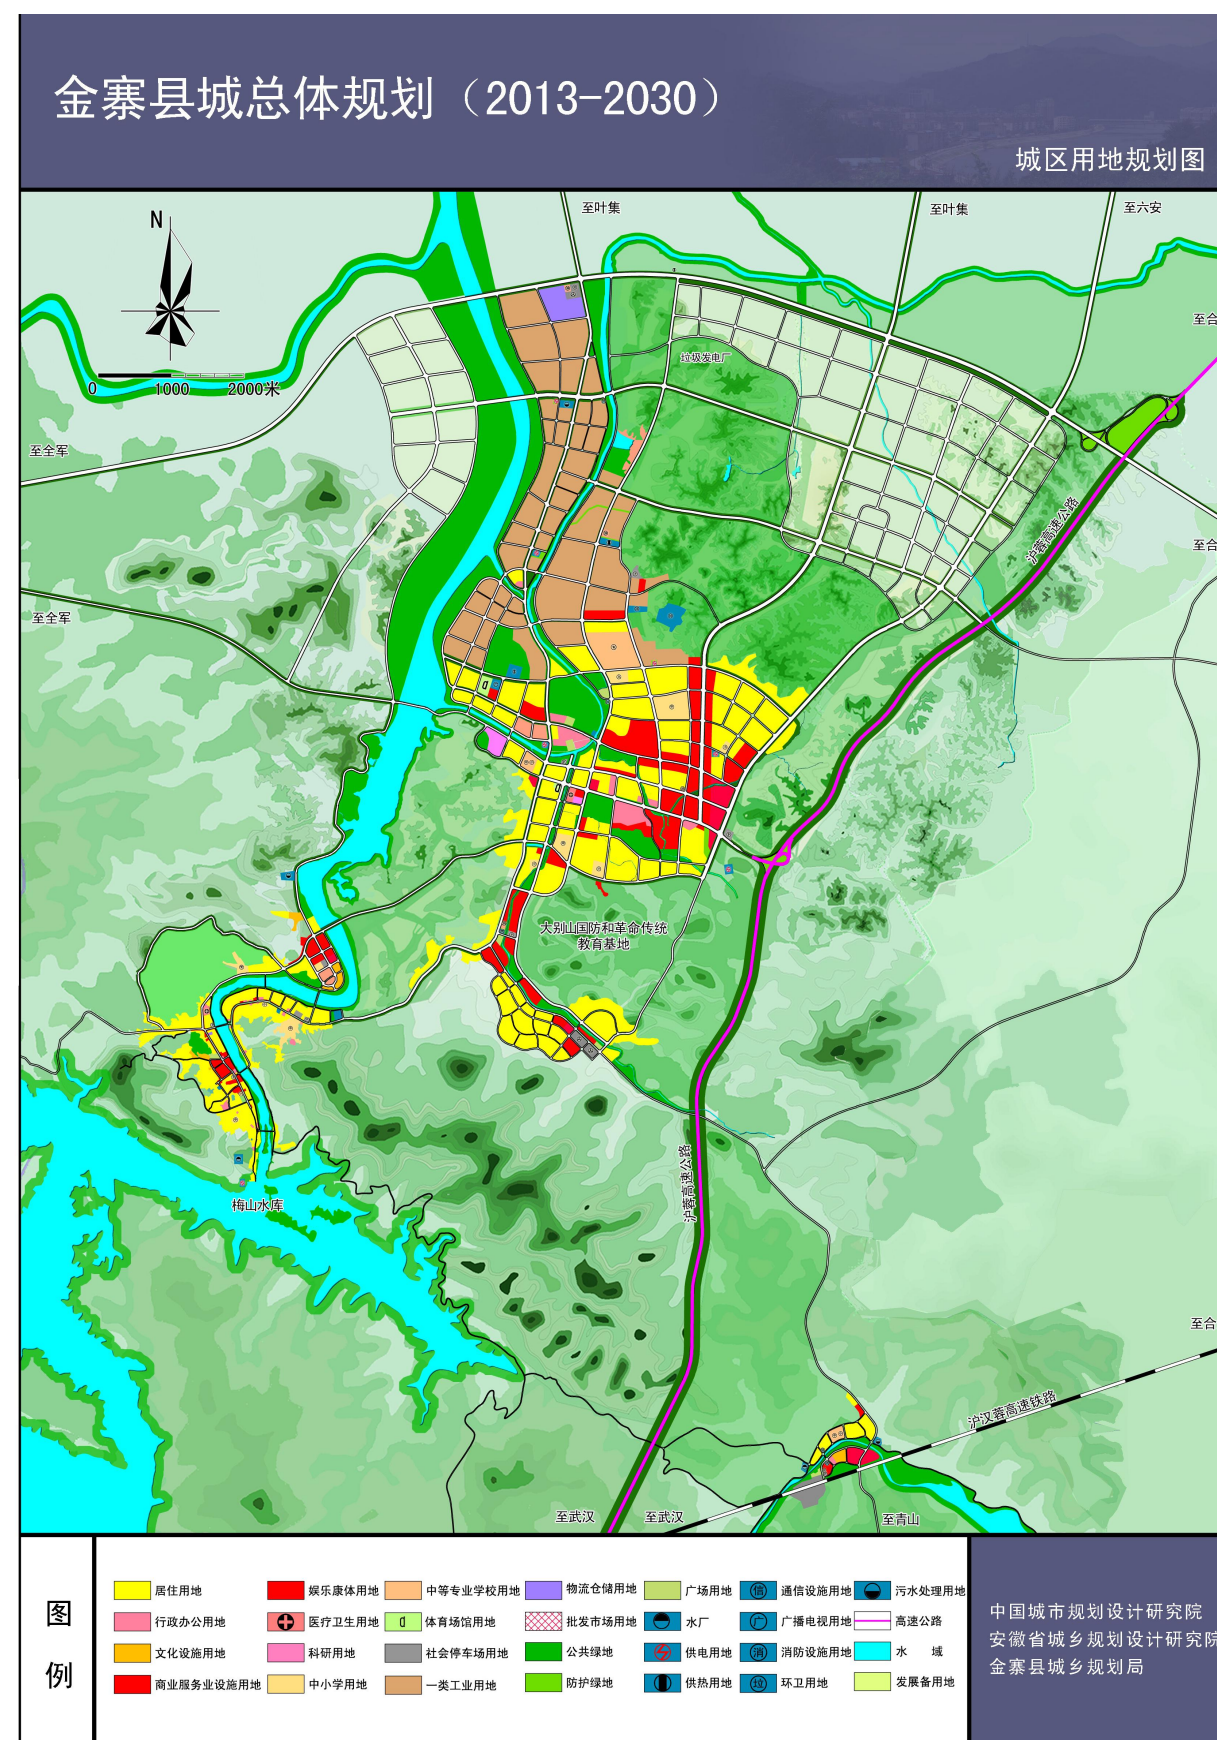 金寨县城总体规划（2013-2030）
城区用地规划图
至叶集
至叶集
至六安
N
至合
0 1000 2000米
垃圾发电厂
至全军
沪蓉高速公路
至合
至全军
大别山国防和革命传统
教育基地
沪蓉高速公路
梅山水库
至合
沪汉蓉高速铁路
至武汉
至武汉
至青山
图例
居住用地
行政办公用地
文化设施用地
商业服务业设施用地
娱乐康体用地
医疗卫生用地
科研用地
中小学用地
中等专业学校用地
体育场馆用地
社会停车场用地
一类工业用地
物流仓储用地
批发市场用地
公共绿地
防护绿地
广场用地
水厂
供电用地
供热用地
信 通信设施用地
广 广播电视用地
消 消防设施用地
垃 环卫用地
污水处理用地
高速公路
水 域
发展备用地
中国城市规划设计研究院
安徽省城乡规划设计研究院
金寨县城乡规划局